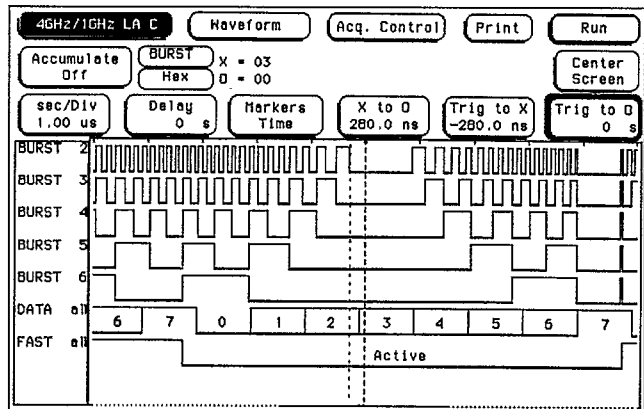 4GHz/1GHz LA C Waveform Acq. Control Print Run
Accumulate Off BURST Hex X = 03 O = 00 Center Screen
sec/Div 1.00 us Delay 0 s Markers Time X to O 280.0 ns Trig to X -280.0 ns Trig to O 0 s
BURST 2
BURST 3
BURST 4
BURST 5
BURST 6
DATA all 6 7 0 1 2 3 4 5 6 7
FAST all Active